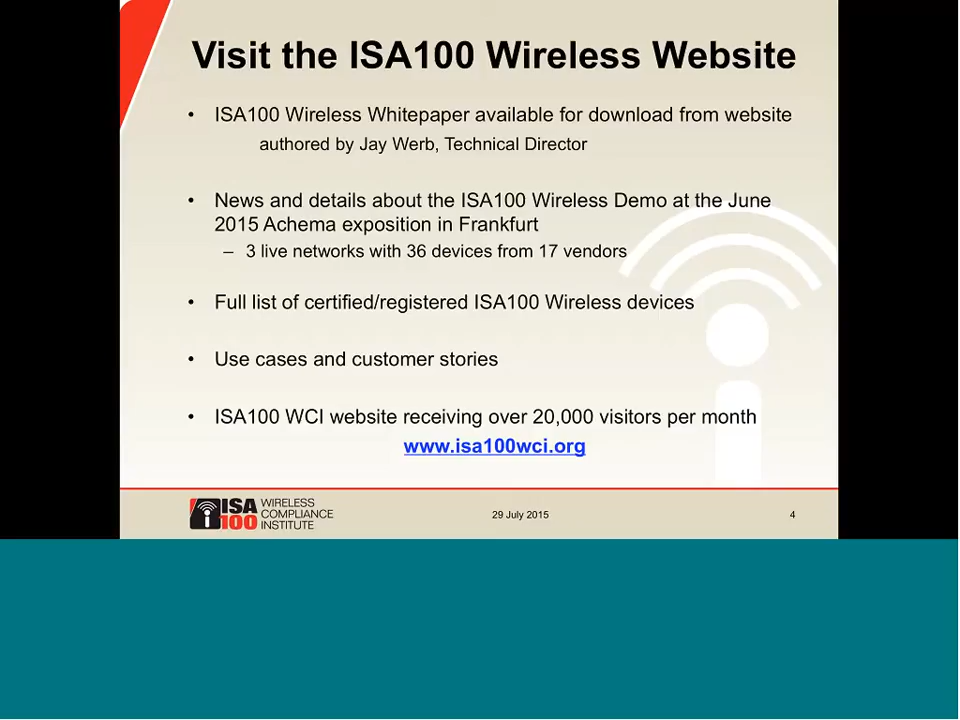 Visit the ISA100 Wireless Website
• ISA100 Wireless Whitepaper available for download from website
authored by Jay Werb, Technical Director
• News and details about the ISA100 Wireless Demo at the June
2015 Achema exposition in Frankfurt
– 3 live networks with 36 devices from 17 vendors
• Full list of certified/registered ISA100 Wireless devices
• Use cases and customer stories
• ISA100 WCI website receiving over 20,000 visitors per month
www.isa100wci.org
ISA
100
WIRELESS
COMPLIANCE
INSTITUTE
29 July 2015
4